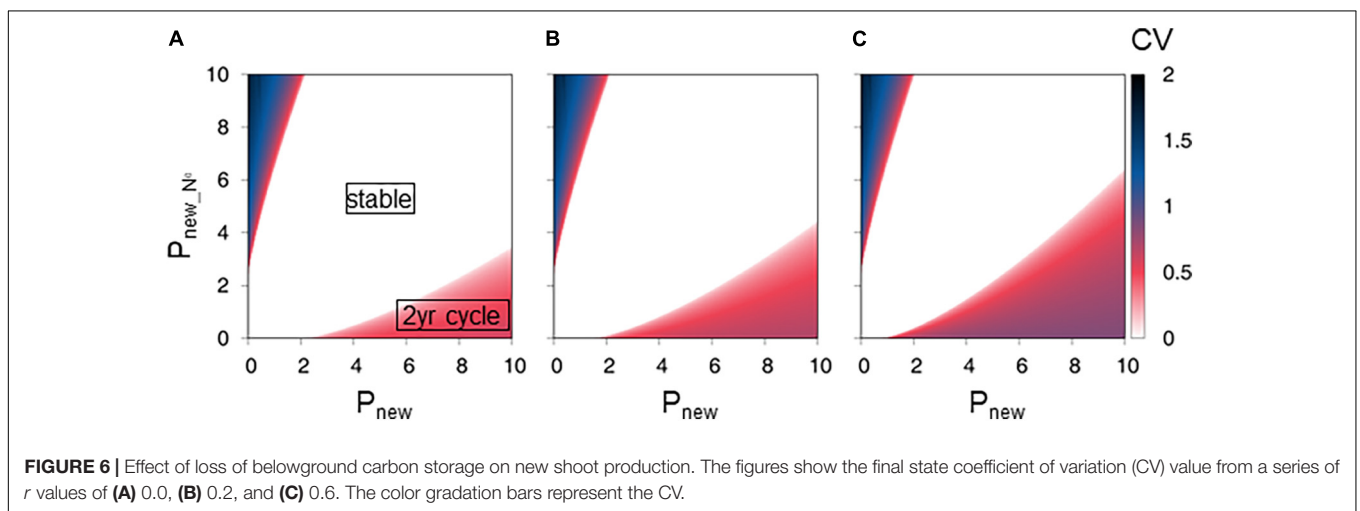 A
B
C
CV
10
8
6
4
2
0
P new_N
stable
2yr cycle
2
1.5
1
0.5
0
0 2 4 6 8 10
0 2 4 6 8 10
0 2 4 6 8 10
P new
P new
P new
FIGURE 6 | Effect of loss of belowground carbon storage on new shoot production. The figures show the final state coefficient of variation (CV) value from a series of
r values of (A) 0.0, (B) 0.2, and (C) 0.6. The color gradation bars represent the CV.